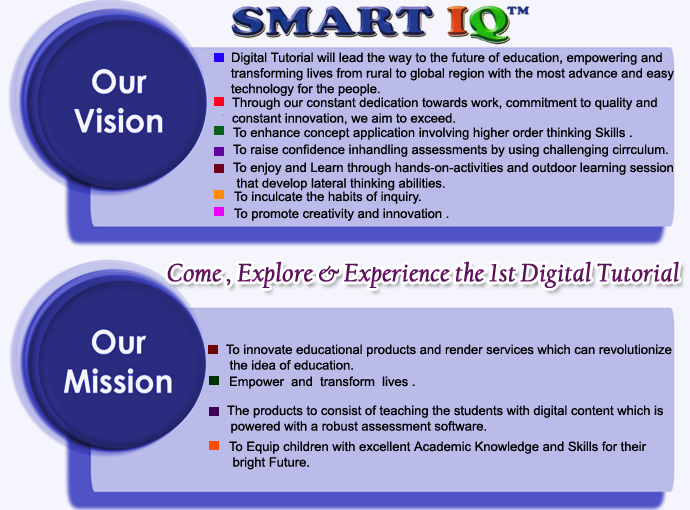 SMART IQ™
Our
Vision
Digital Tutorial will lead the way to the future of education, empowering and
transforming lives from rural to global region with the most advance and easy
technology for the people.
Through our constant dedication towards work, commitment to quality and
constant innovation, we aim to exceed.
To enhance concept application involving higher order thinking Skills .
To raise confidence inhandling assessments by using challenging cirrculum.
To enjoy and Learn through hands-on-activities and outdoor learning session
that develop lateral thinking abilities.
To inculcate the habits of inquiry.
To promote creativity and innovation .
Come , Explore & Experience the 1st Digital Tutorial
Our
Mission
To innovate educational products and render services which can revolutionize
the idea of education.
Empower and transform lives .
The products to consist of teaching the students with digital content which is
powered with a robust assessment software.
To Equip children with excellent Academic Knowledge and Skills for their
bright Future.